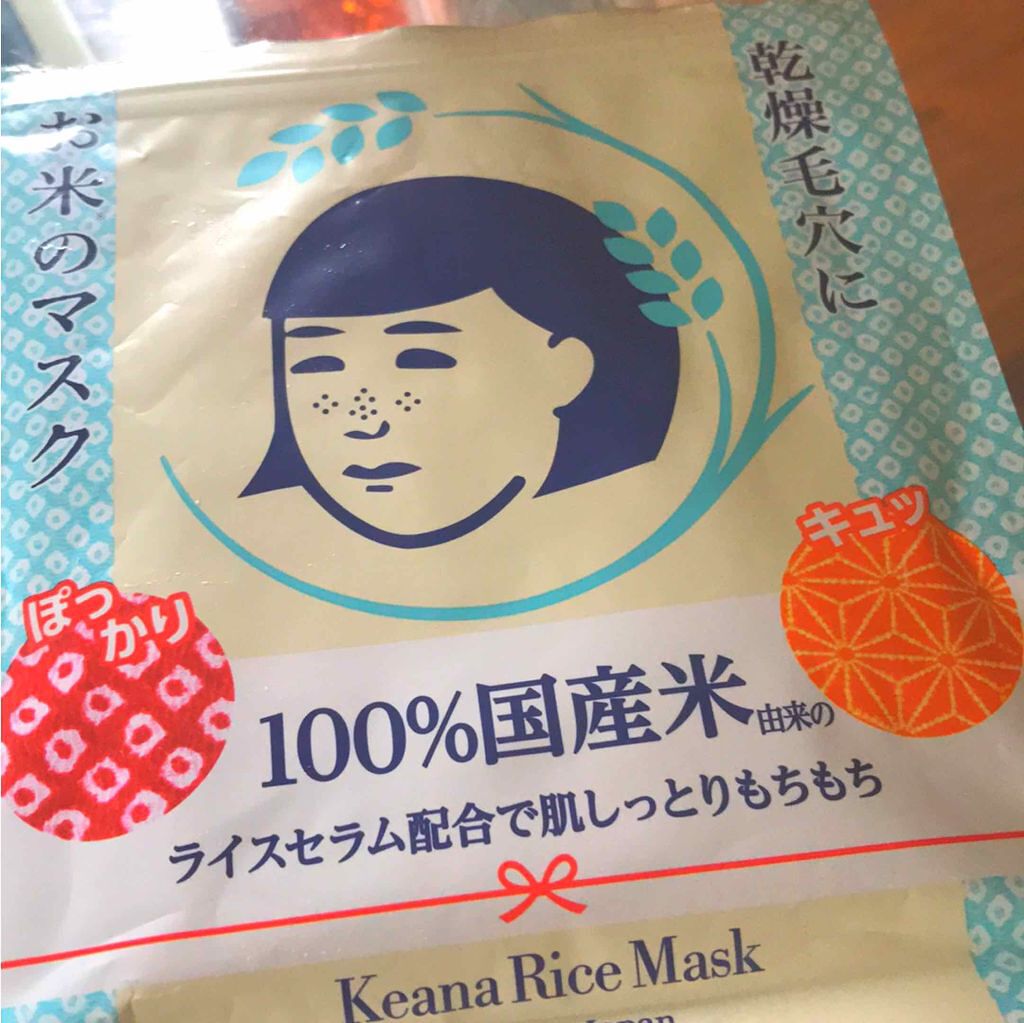 乾燥毛穴に
お米のマスク
キュッ
ぽっ
かり
100%国産米由来の
ライスセラム配合で肌しっとりもちもち
Keana Rice Mask
Japan